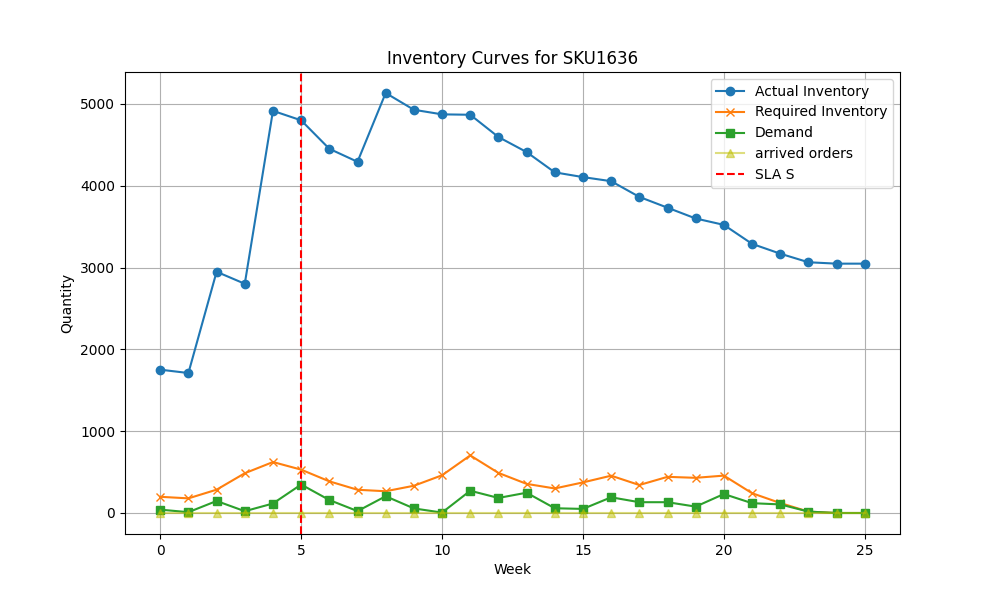 Inventory Curves for SKU1636
Actual Inventory
Required Inventory
Demand
arrived orders
SLA S
Quantity
5000
4000
3000
2000
1000
0
0 5 10 15 20 25
Week